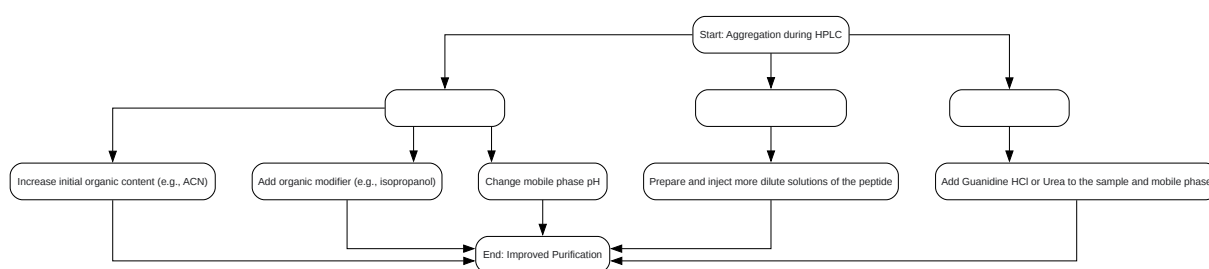 Start: Aggregation during HPLC
Increase initial organic content (e.g., ACN)
Add organic modifier (e.g., isopropanol)
Change mobile phase pH
Prepare and inject more dilute solutions of the peptide
Add Guanidine HCl or Urea to the sample and mobile phase
End: Improved Purification